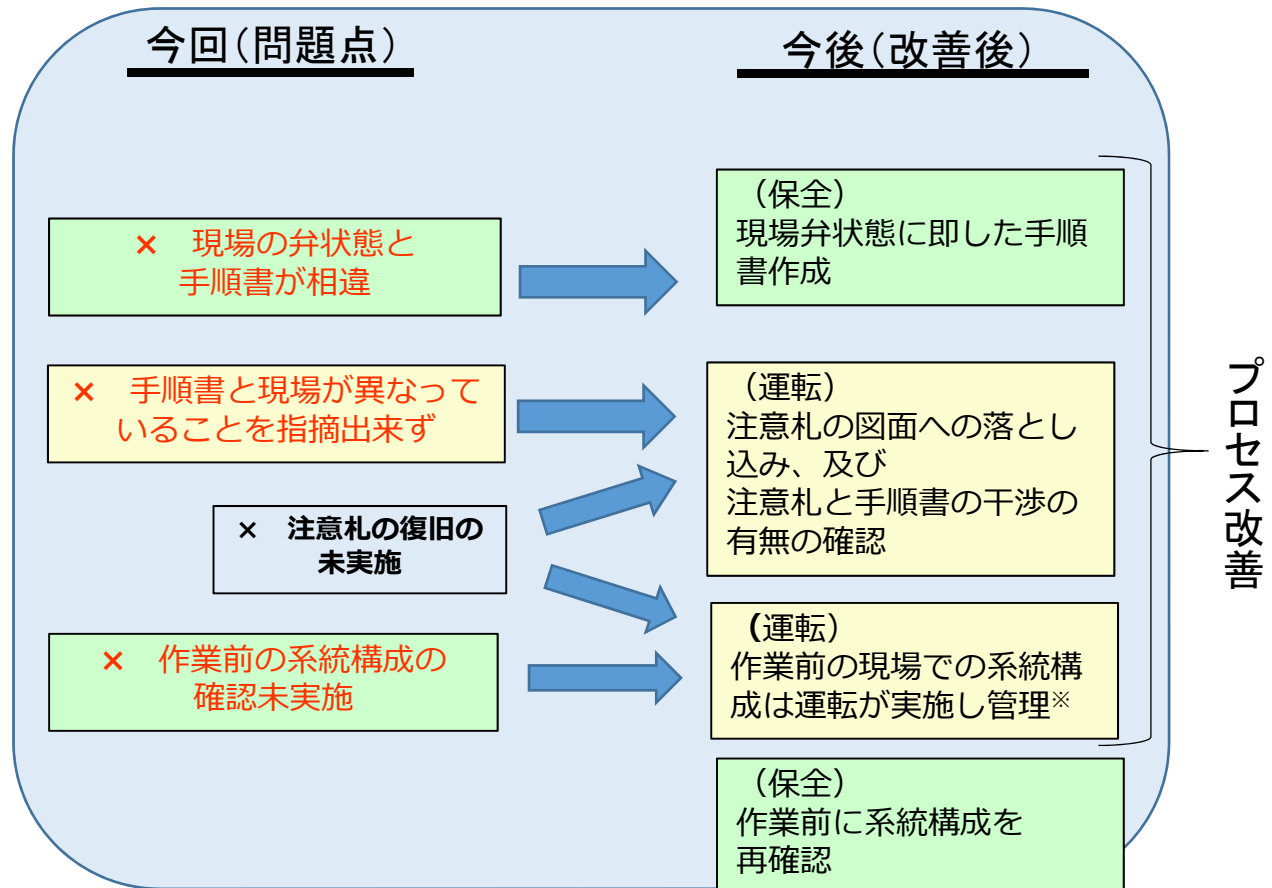 今回(問題点)
今後(改善後)
× 現場の弁状態と
手順書が相違
(保全)
現場弁状態に即した手順
書作成
× 手順書と現場が異なって
いることを指摘出来ず
(運転)
注意札の図面への落とし
込み、及び
注意札と手順書の干渉の
有無の確認
× 注意札の復旧の
未実施
× 作業前の系統構成の
確認未実施
(運転)
作業前の現場での系統構
成は運転が実施し管理※
(保全)
作業前に系統構成を
再確認
プロセス改善